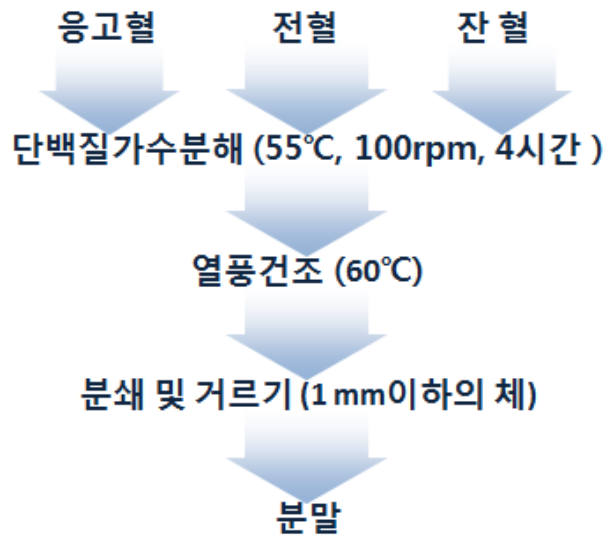 응고혈 전혈 잔 혈
단백질가수분해 (55℃, 100rpm, 4시간 )
열풍건조 (60℃)
분쇄 및 거르기 (1 mm이하의 체)
분말